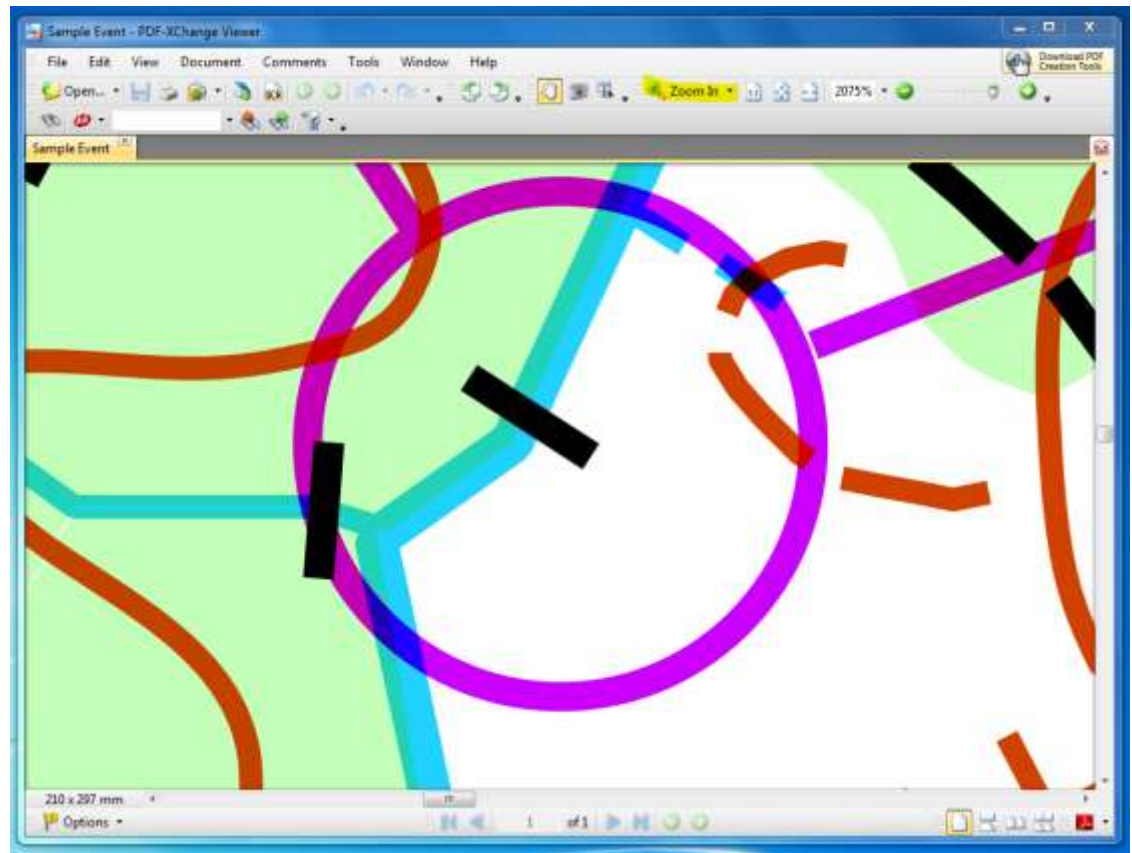 Sample Event - PDF-XChange Viewer
File Edit View Document Comments Tools Window Help
Download PDF
Creation Tools
Open... Zoom In 2075%
Sample Event
210 x 297 mm
Options 1 of 1